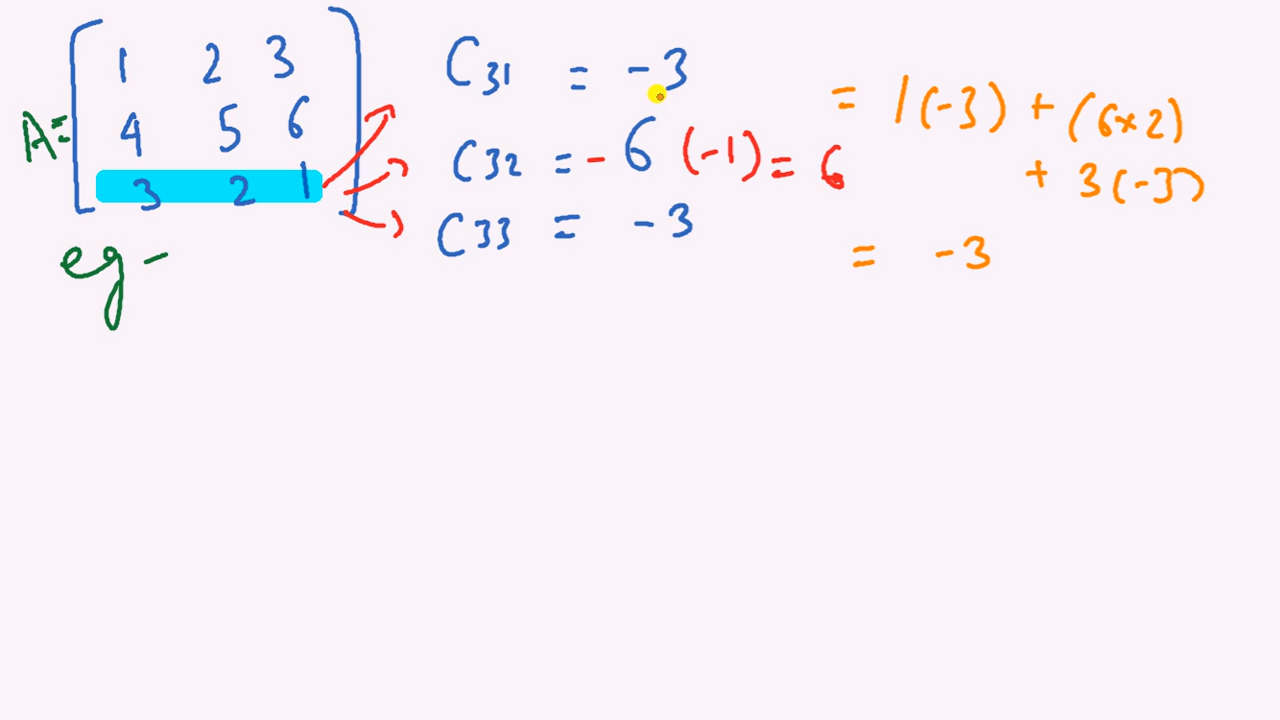 A = [ 1 2 3
4 5 6
3 2 1 ]
eg -
C31 = -3
C32 = - 6 (-1) = 6
C33 = -3
= 1(-3) + (6×2)
+ 3(-3)
= -3